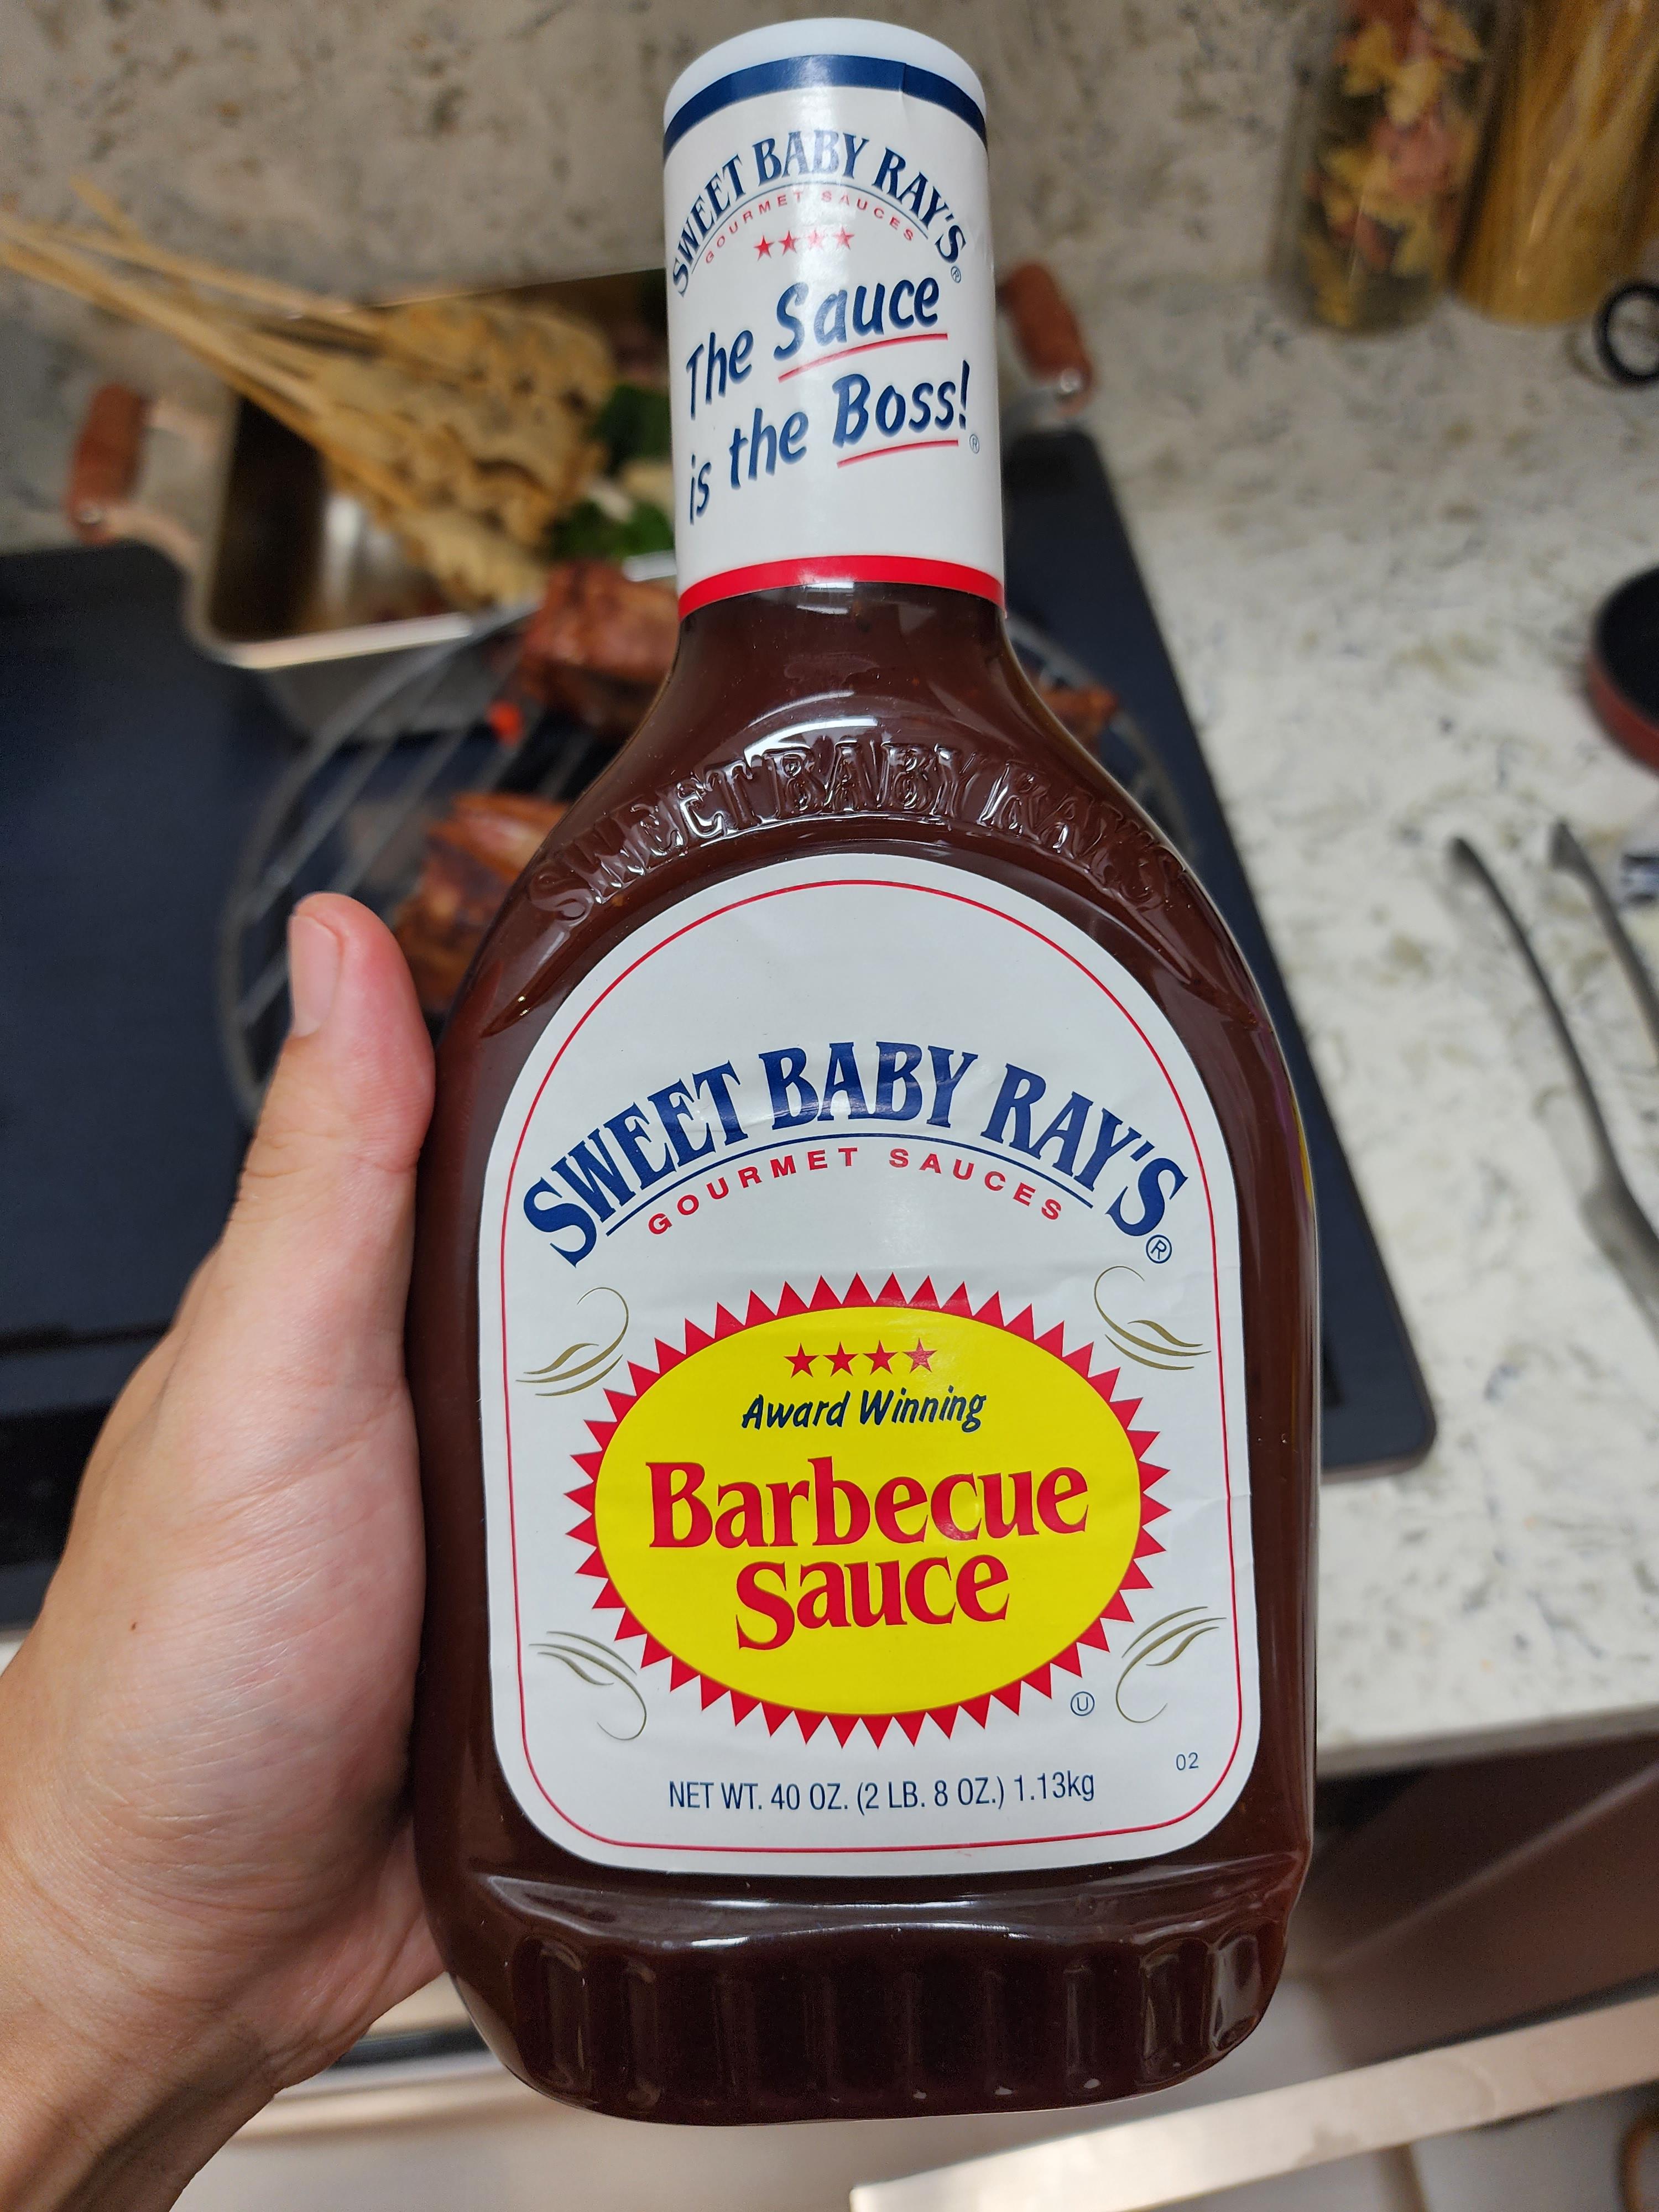 SWEET BABY RAY'S®
GOURMET SAUCES
The Sauce
is the Boss!®
SWEET BABY RAY'S
SWEET BABY RAY'S®
GOURMET SAUCES
Award Winning
Barbecue
Sauce
U
02
NET WT. 40 OZ. (2 LB. 8 OZ.) 1.13kg